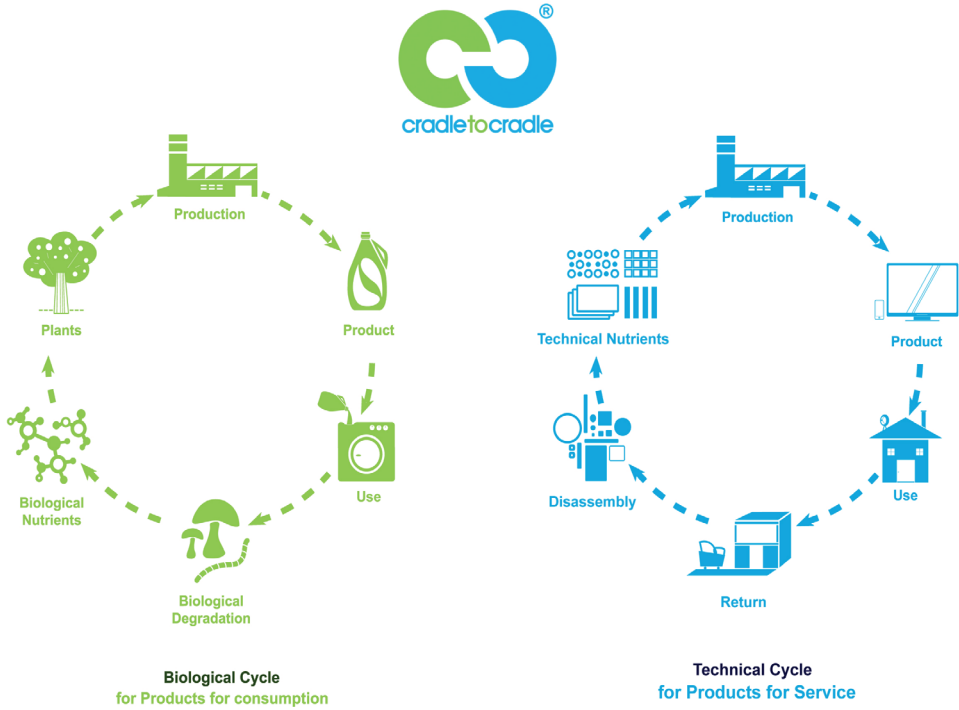 ®
cradletocradle
Production
Product
Use
Biological
Degradation
Biological
Nutrients
Plants
Biological Cycle
for Products for consumption
Production
Product
Use
Return
Disassembly
Technical Nutrients
Technical Cycle
for Products for Service